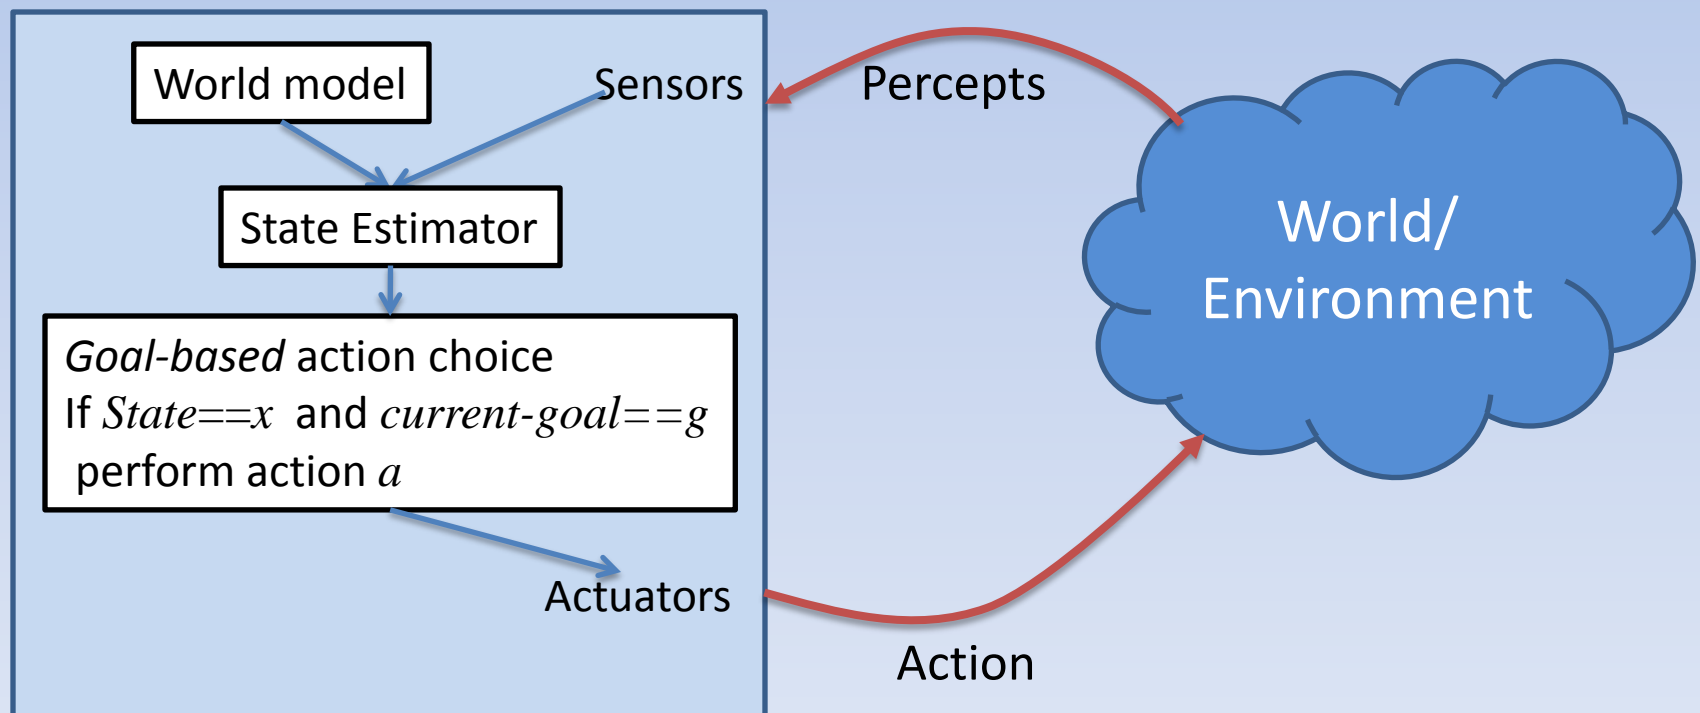 World model
Sensors
Percepts
State Estimator
World/
Environment
Goal-based action choice
If State==x and current-goal==g
perform action a
Actuators
Action